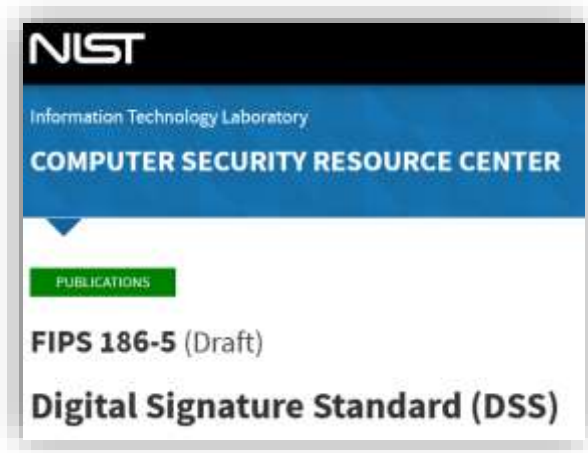 NIST
Information Technology Laboratory
COMPUTER SECURITY RESOURCE CENTER
PUBLICATIONS
FIPS 186-5 (Draft)
Digital Signature Standard (DSS)